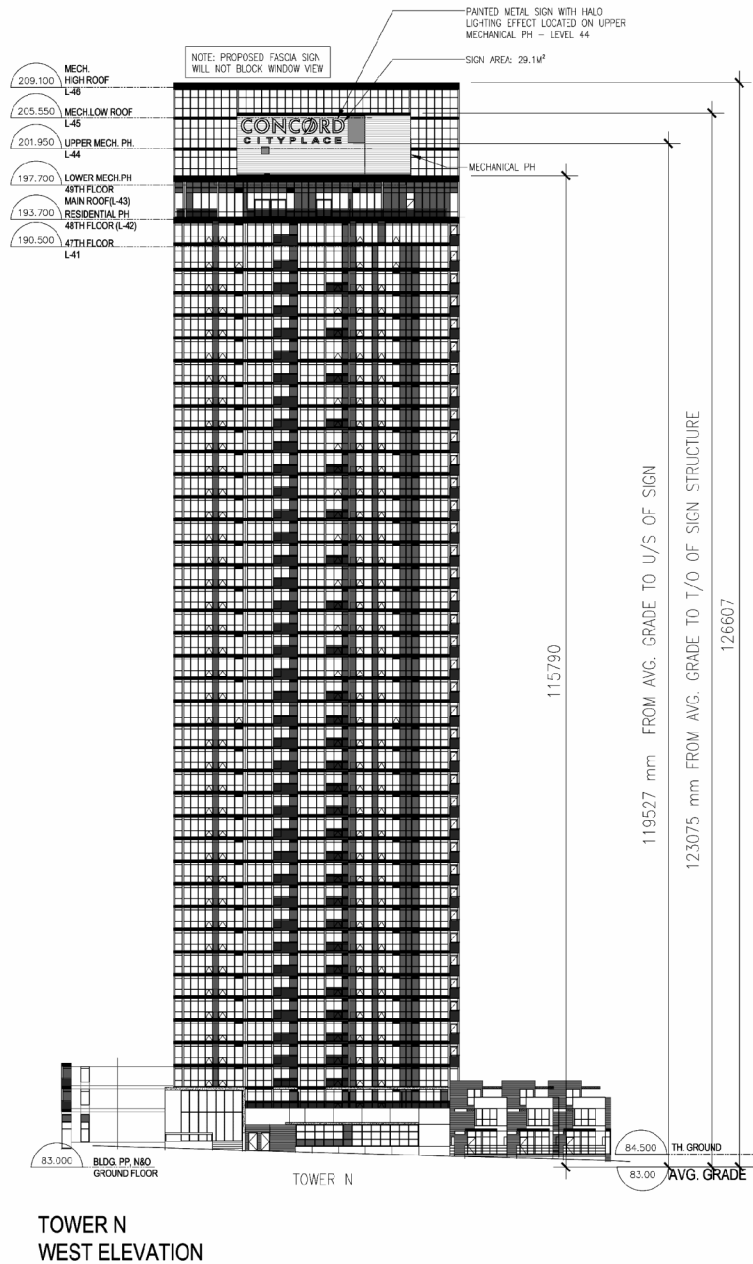 PAINTED METAL SIGN WITH HALO
LIGHTING EFFECT LOCATED ON UPPER
MECHANICAL PH – LEVEL 44
NOTE: PROPOSED FASCIA SIGN
WILL NOT BLOCK WINDOW VIEW
SIGN AREA: 29.1M²
209.100
MECH.
HIGH ROOF
L-46
205.550
MECH.LOW ROOF
L-45
201.950
UPPER MECH. PH.
L-44
CONCORD
CITYPLACE
MECHANICAL PH
197.700
LOWER MECH.PH
49TH FLOOR
MAIN ROOF(L-43)
193.700
RESIDENTIAL PH
48TH FLOOR (L-42)
190.500
47TH FLOOR
L-41
115790
119527 mm FROM AVG. GRADE TO U/S OF SIGN
123075 mm FROM AVG. GRADE TO T/O OF SIGN STRUCTURE
126607
83.000
BLDG. PP, N&O
GROUND FLOOR
TOWER N
84.500
TH. GROUND
83.00
AVG. GRADE
TOWER N
WEST ELEVATION